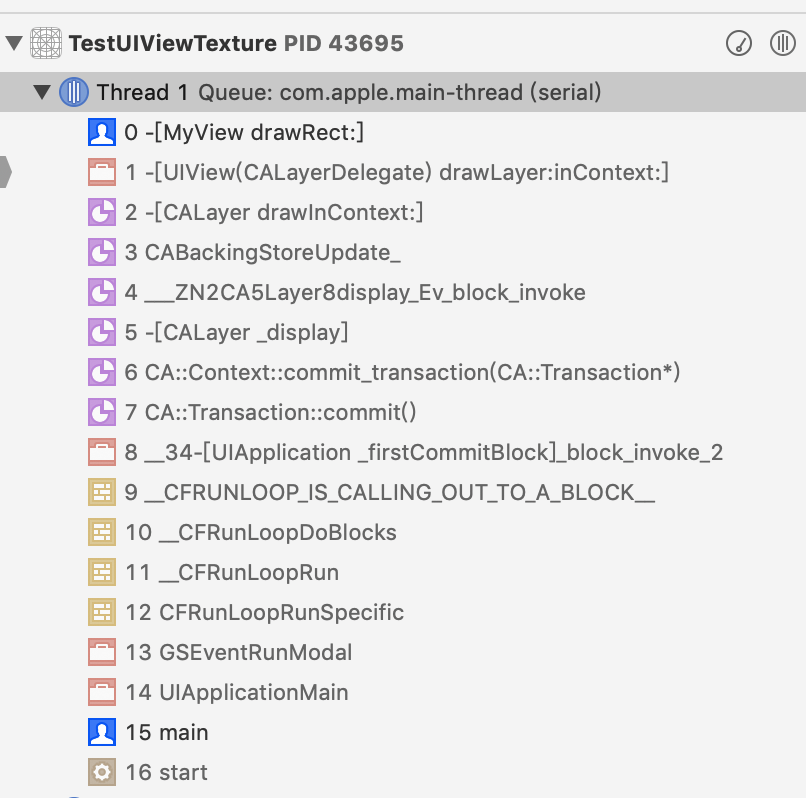 TestUIViewTexture PID 43695
Thread 1 Queue: com.apple.main-thread (serial)
0 -[MyView drawRect:]
1 -[UIView(CALayerDelegate) drawLayer:inContext:]
2 -[CALayer drawInContext:]
3 CABackingStoreUpdate_
4 ___ZN2CA5Layer8display_Ev_block_invoke
5 -[CALayer _display]
6 CA::Context::commit_transaction(CA::Transaction*)
7 CA::Transaction::commit()
8 __34-[UIApplication _firstCommitBlock]_block_invoke_2
9 __CFRUNLOOP_IS_CALLING_OUT_TO_A_BLOCK__
10 __CFRunLoopDoBlocks
11 __CFRunLoopRun
12 CFRunLoopRunSpecific
13 GSEventRunModal
14 UIApplicationMain
15 main
16 start